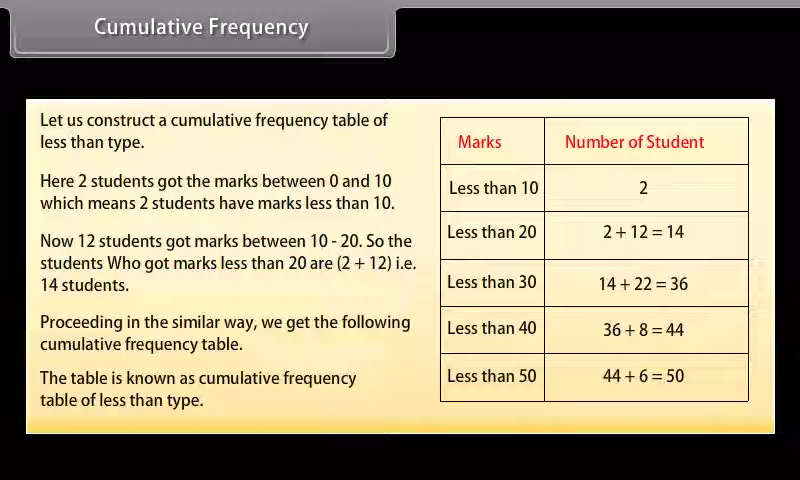 Cumulative Frequency
Let us construct a cumulative frequency table of
less than type.
Here 2 students got the marks between 0 and 10
which means 2 students have marks less than 10.
Now 12 students got marks between 10 - 20. So the
students Who got marks less than 20 are (2 + 12) i.e.
14 students.
Proceeding in the similar way, we get the following
cumulative frequency table.
The table is known as cumulative frequency
table of less than type.
Marks Number of Student
Less than 10 2
Less than 20 2 + 12 = 14
Less than 30 14 + 22 = 36
Less than 40 36 + 8 = 44
Less than 50 44 + 6 = 50